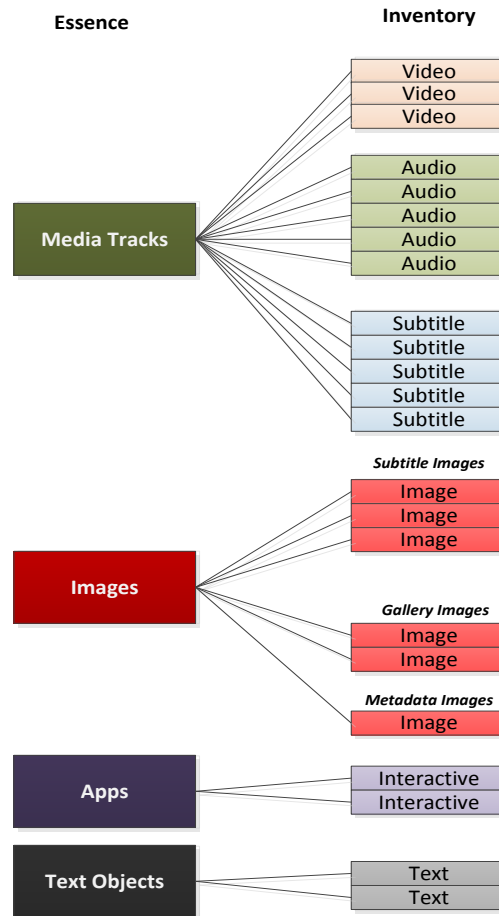 Essence
Inventory
Video
Video
Video
Media Tracks
Audio
Audio
Audio
Audio
Audio
Subtitle
Subtitle
Subtitle
Subtitle
Subtitle
Subtitle Images
Image
Image
Image
Images
Gallery Images
Image
Image
Metadata Images
Image
Apps
Interactive
Interactive
Text Objects
Text
Text